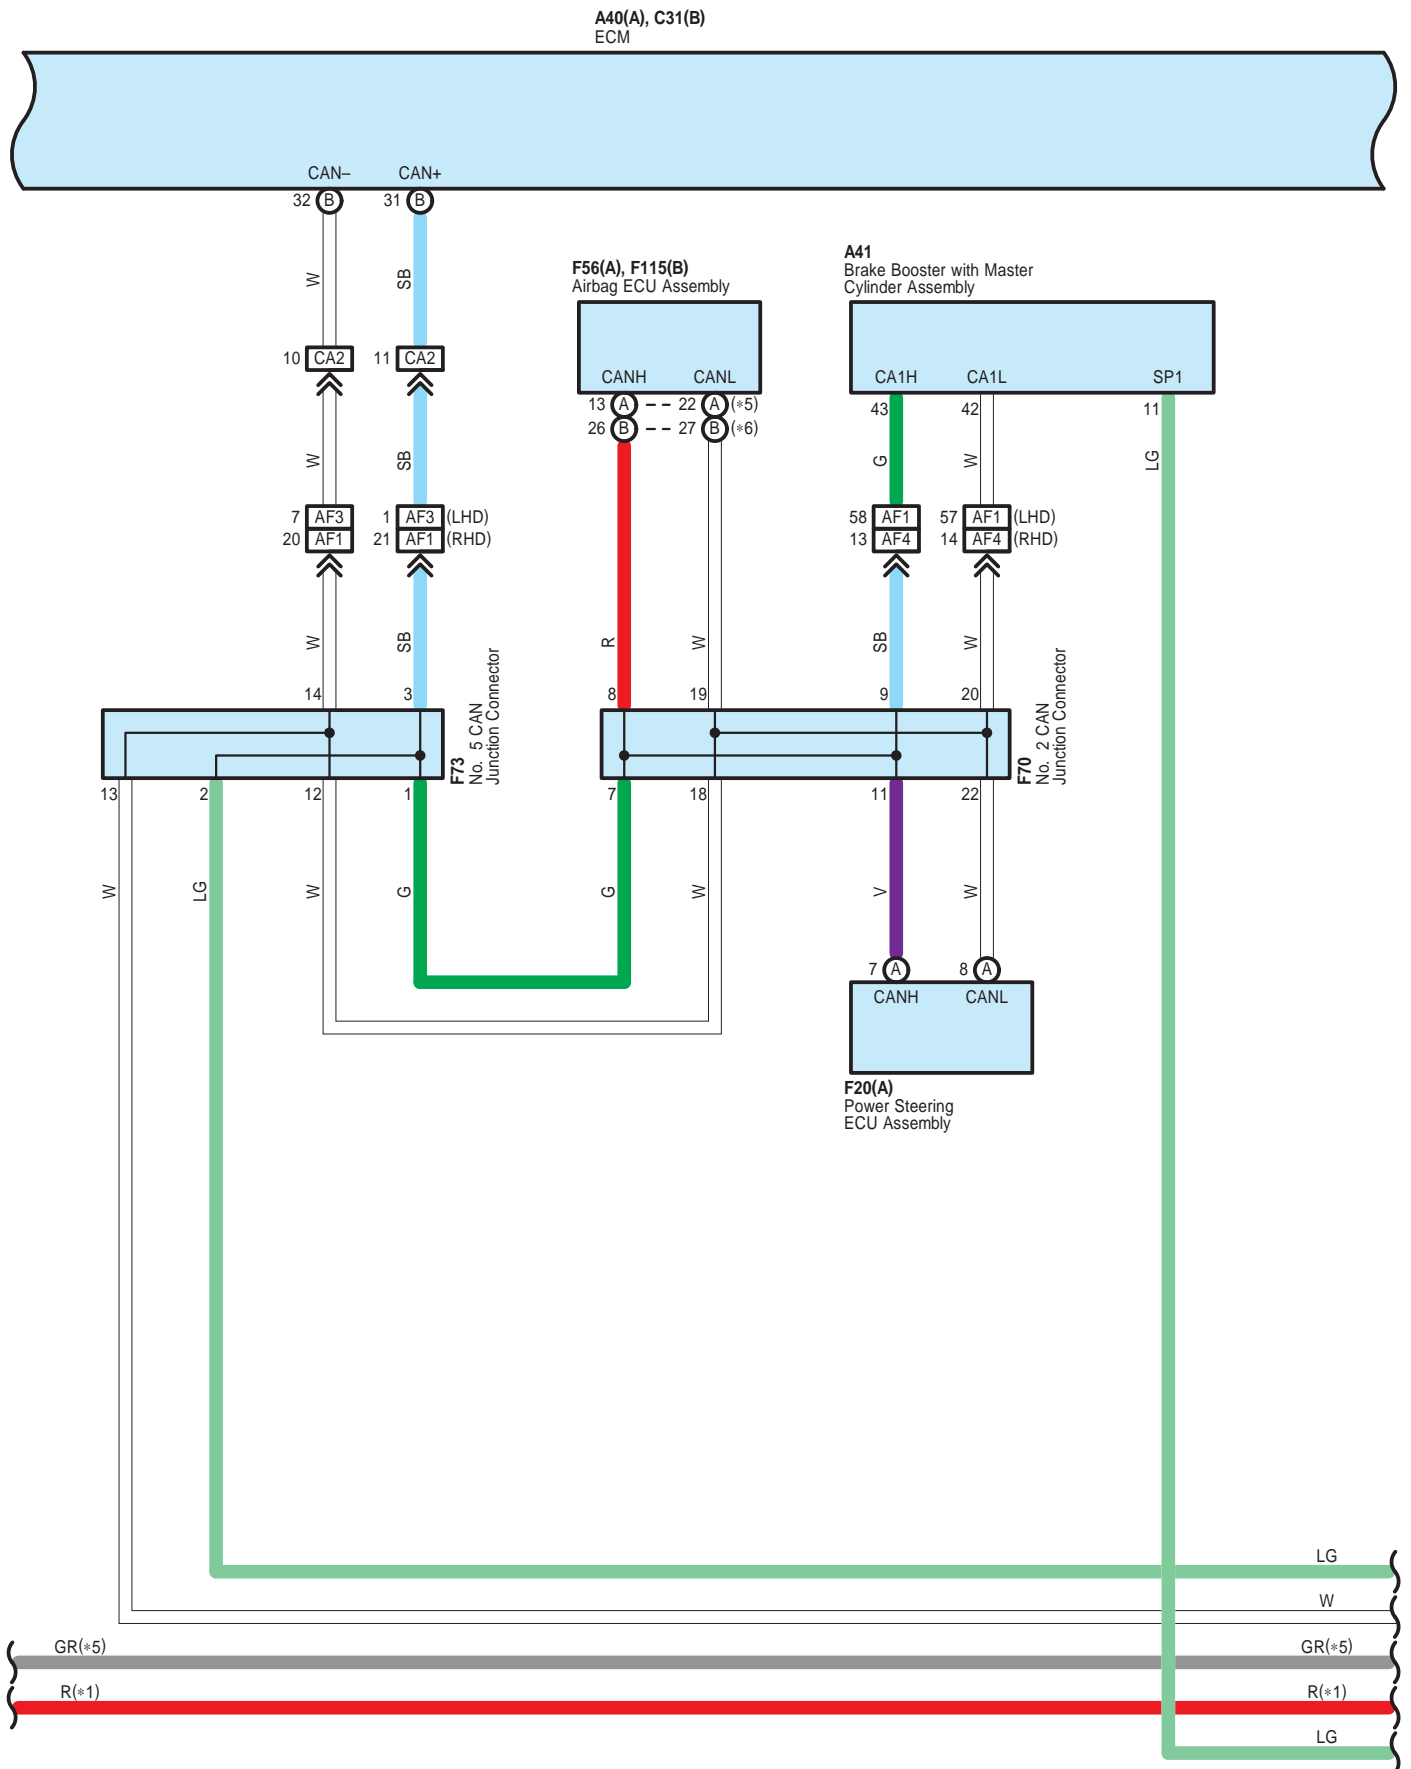 A40(A), C31(B)
ECM
CAN– CAN+
32 B 31 B
W SB
F56(A), F115(B)
Airbag ECU Assembly
A41
Brake Booster with Master
Cylinder Assembly
10 CA2 11 CA2
CANH CANL
CA1H CA1L SP1
13 A 22 A (*5)
26 B 27 B (*6)
43 42 11
W SB G W LG
7 AF3 1 AF3 (LHD)
20 AF1 21 AF1 (RHD)
58 AF1 57 AF1 (LHD)
13 AF4 14 AF4 (RHD)
W SB R W SB W
14 3 8 19 9 20
F73
No. 5 CAN
Junction Connector
F70
No. 2 CAN
Junction Connector
13 2 12 1 7 18 11 22
W LG W G G W V W
7 A 8 A
CANH CANL
F20(A)
Power Steering
ECU Assembly
LG
W
GR(*5) GR(*5)
R(*1) R(*1)
LG